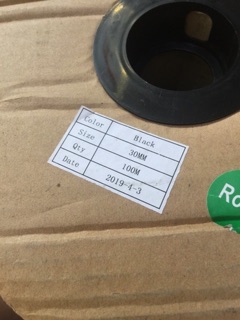 Color Black
Size 30MM
Qty 100M
Date 2019-4-3
Ro